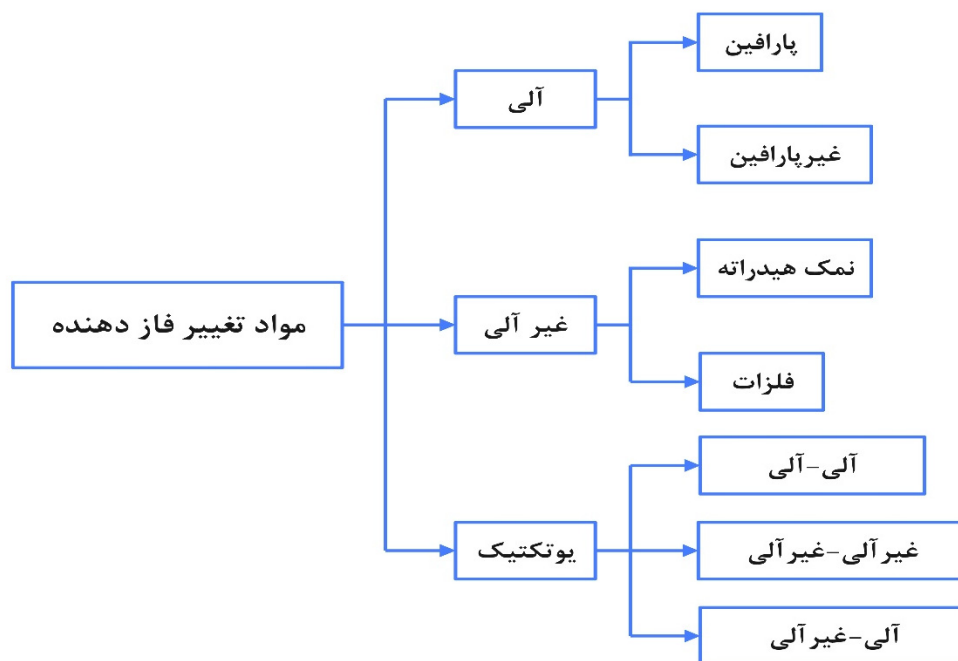 مواد تغییر فاز دهنده
آلی
پارافین
غیرپارافین
غیر آلی
نمک هیدراته
فلزات
یوتکتیک
آلی-آلی
غیرآلی-غیرآلی
آلی-غیرآلی